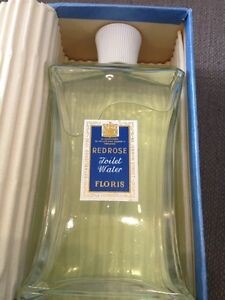 RED ROSE
Toilet
Water
FLORIS